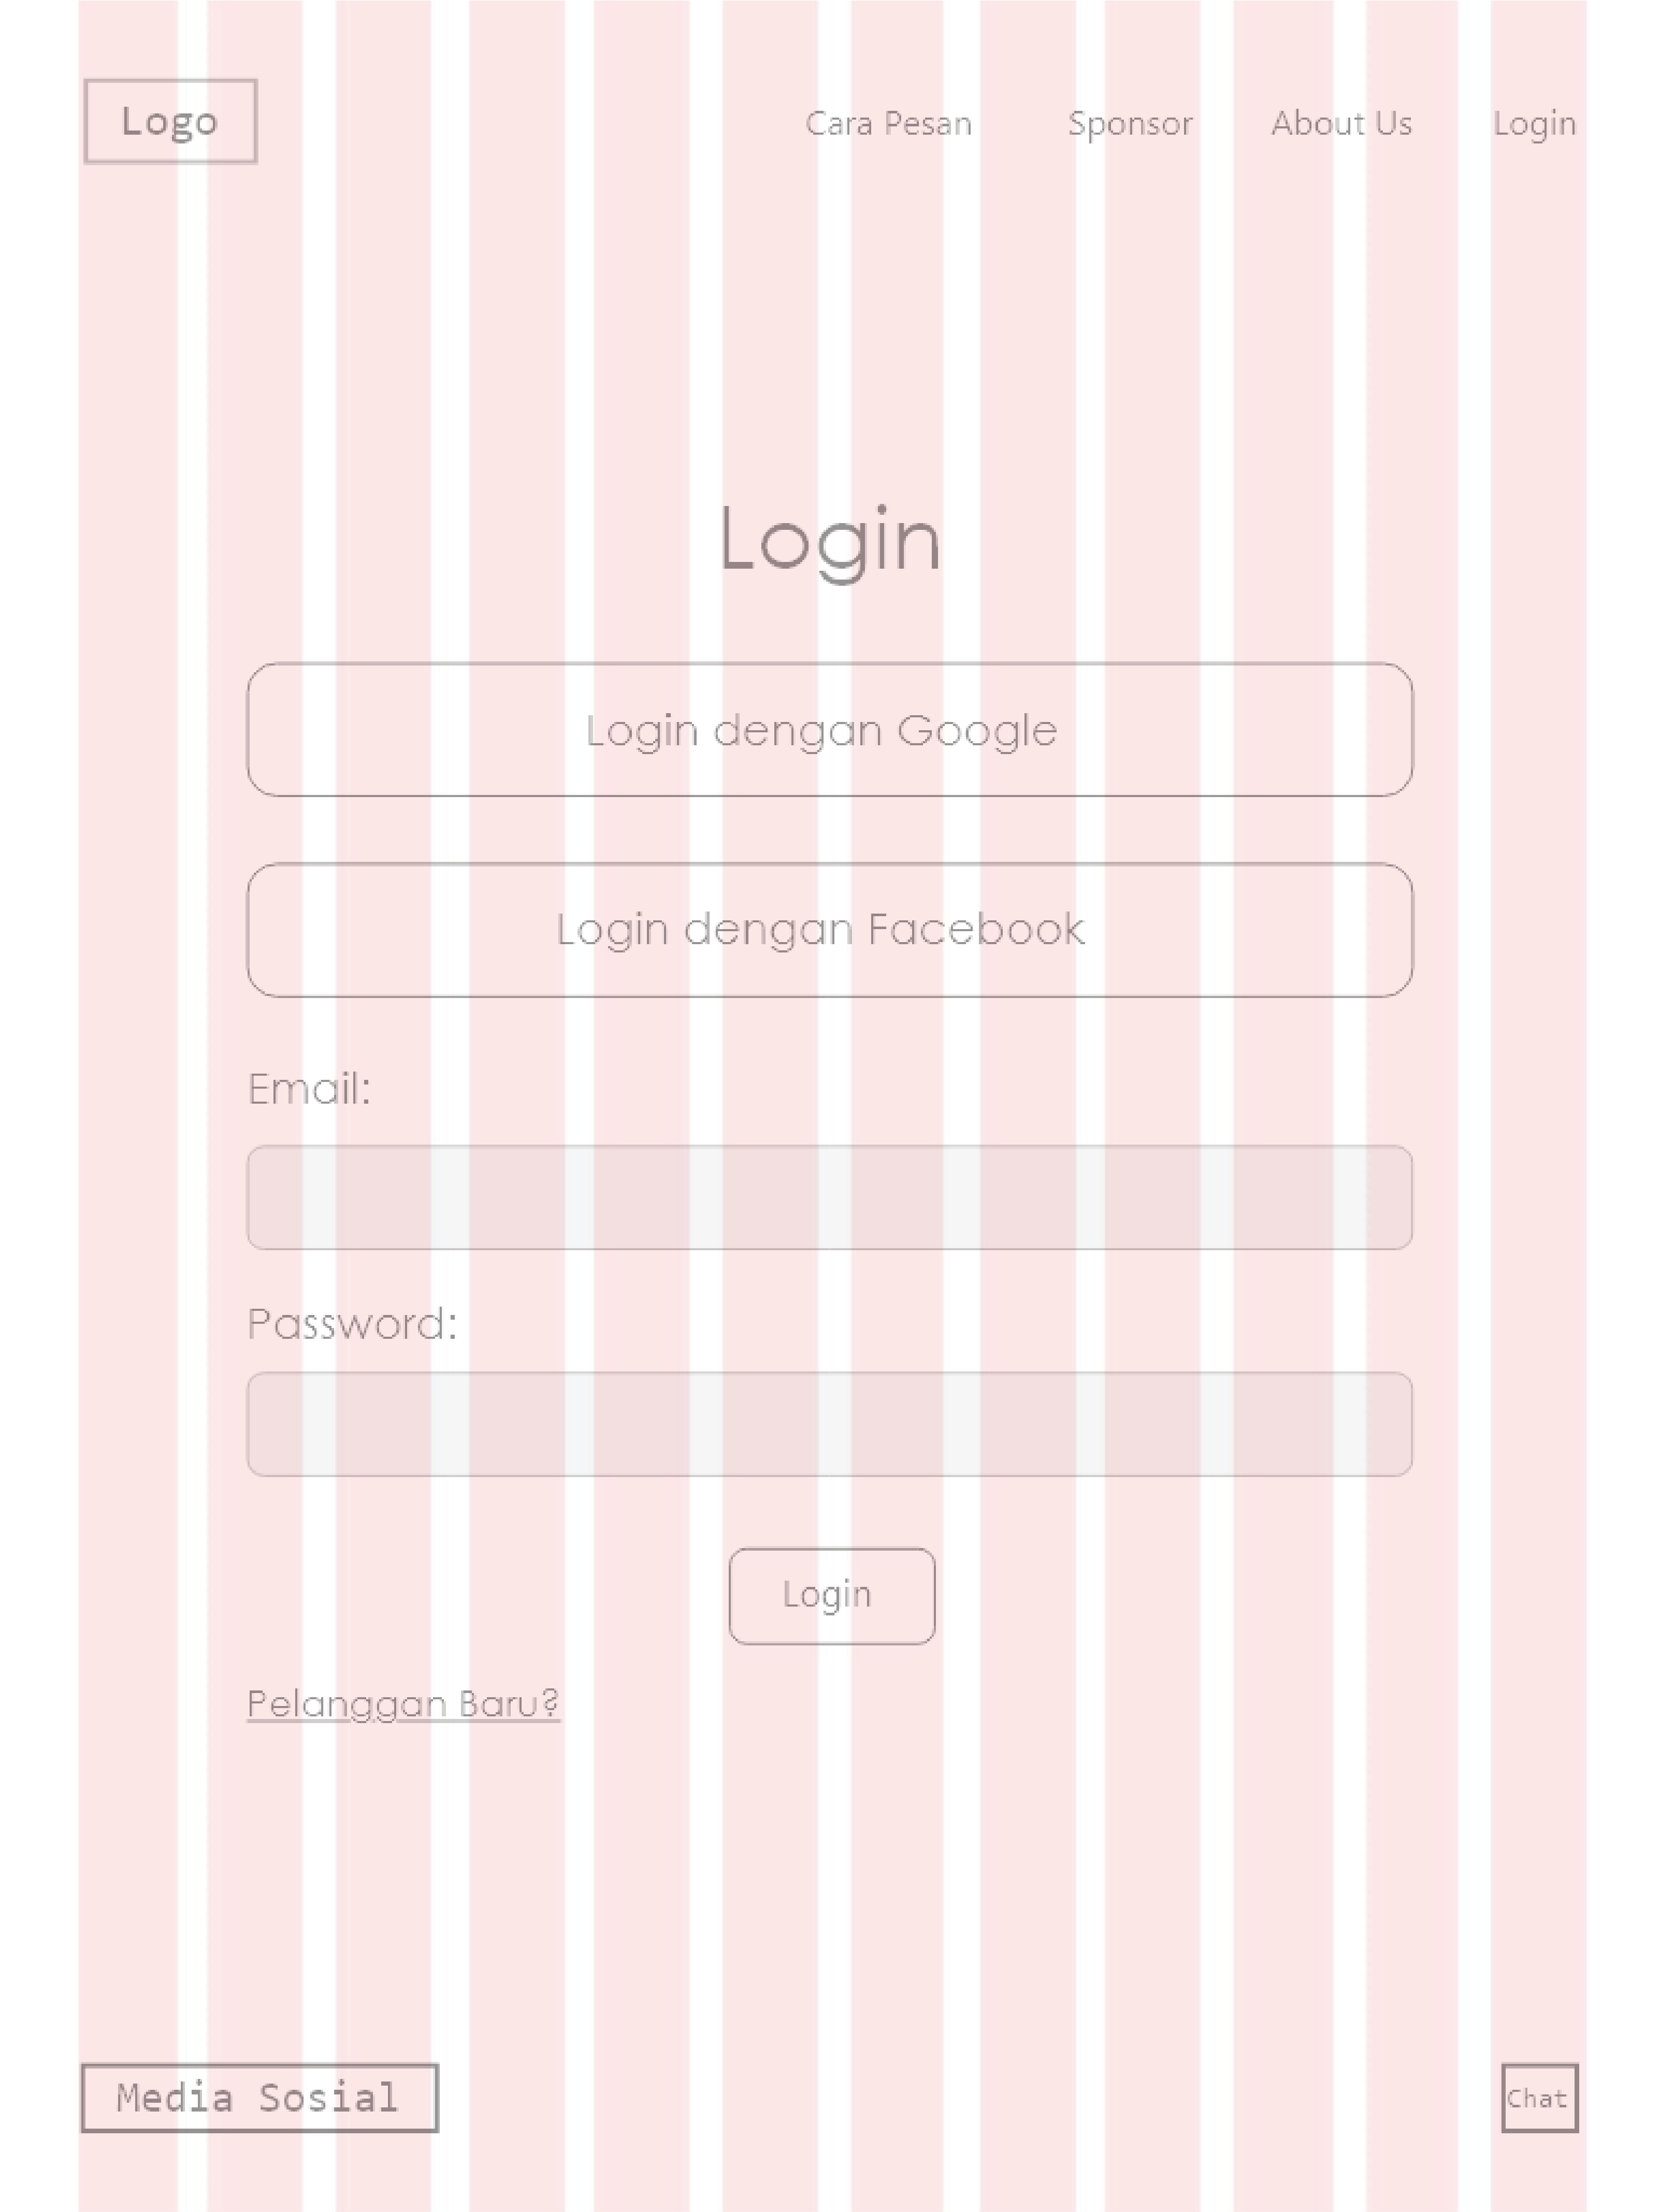 Logo
Cara Pesan Sponsor About Us Login
Login
Login dengan Google
Login dengan Facebook
Email:
Password:
Login
Pelanggan Baru?
Media Sosial
Chat